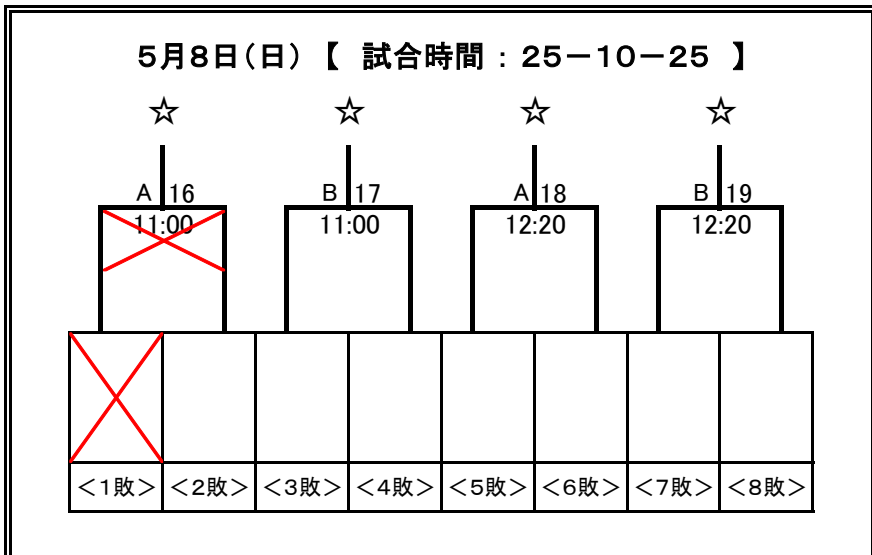 5月8日(日)【 試合時間：25－10－25 】
☆ ☆ ☆ ☆
A 16 B 17 A 18 B 19
11:00 11:00 12:20 12:20
＜1敗＞ ＜2敗＞ ＜3敗＞ ＜4敗＞ ＜5敗＞ ＜6敗＞ ＜7敗＞ ＜8敗＞